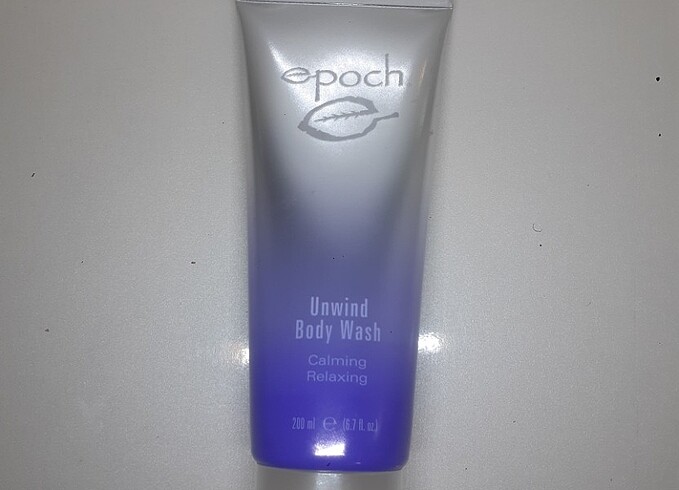 epoch
Unwind
Body Wash
Calming
Relaxing
200 ml ℮ (6.7 fl. oz.)